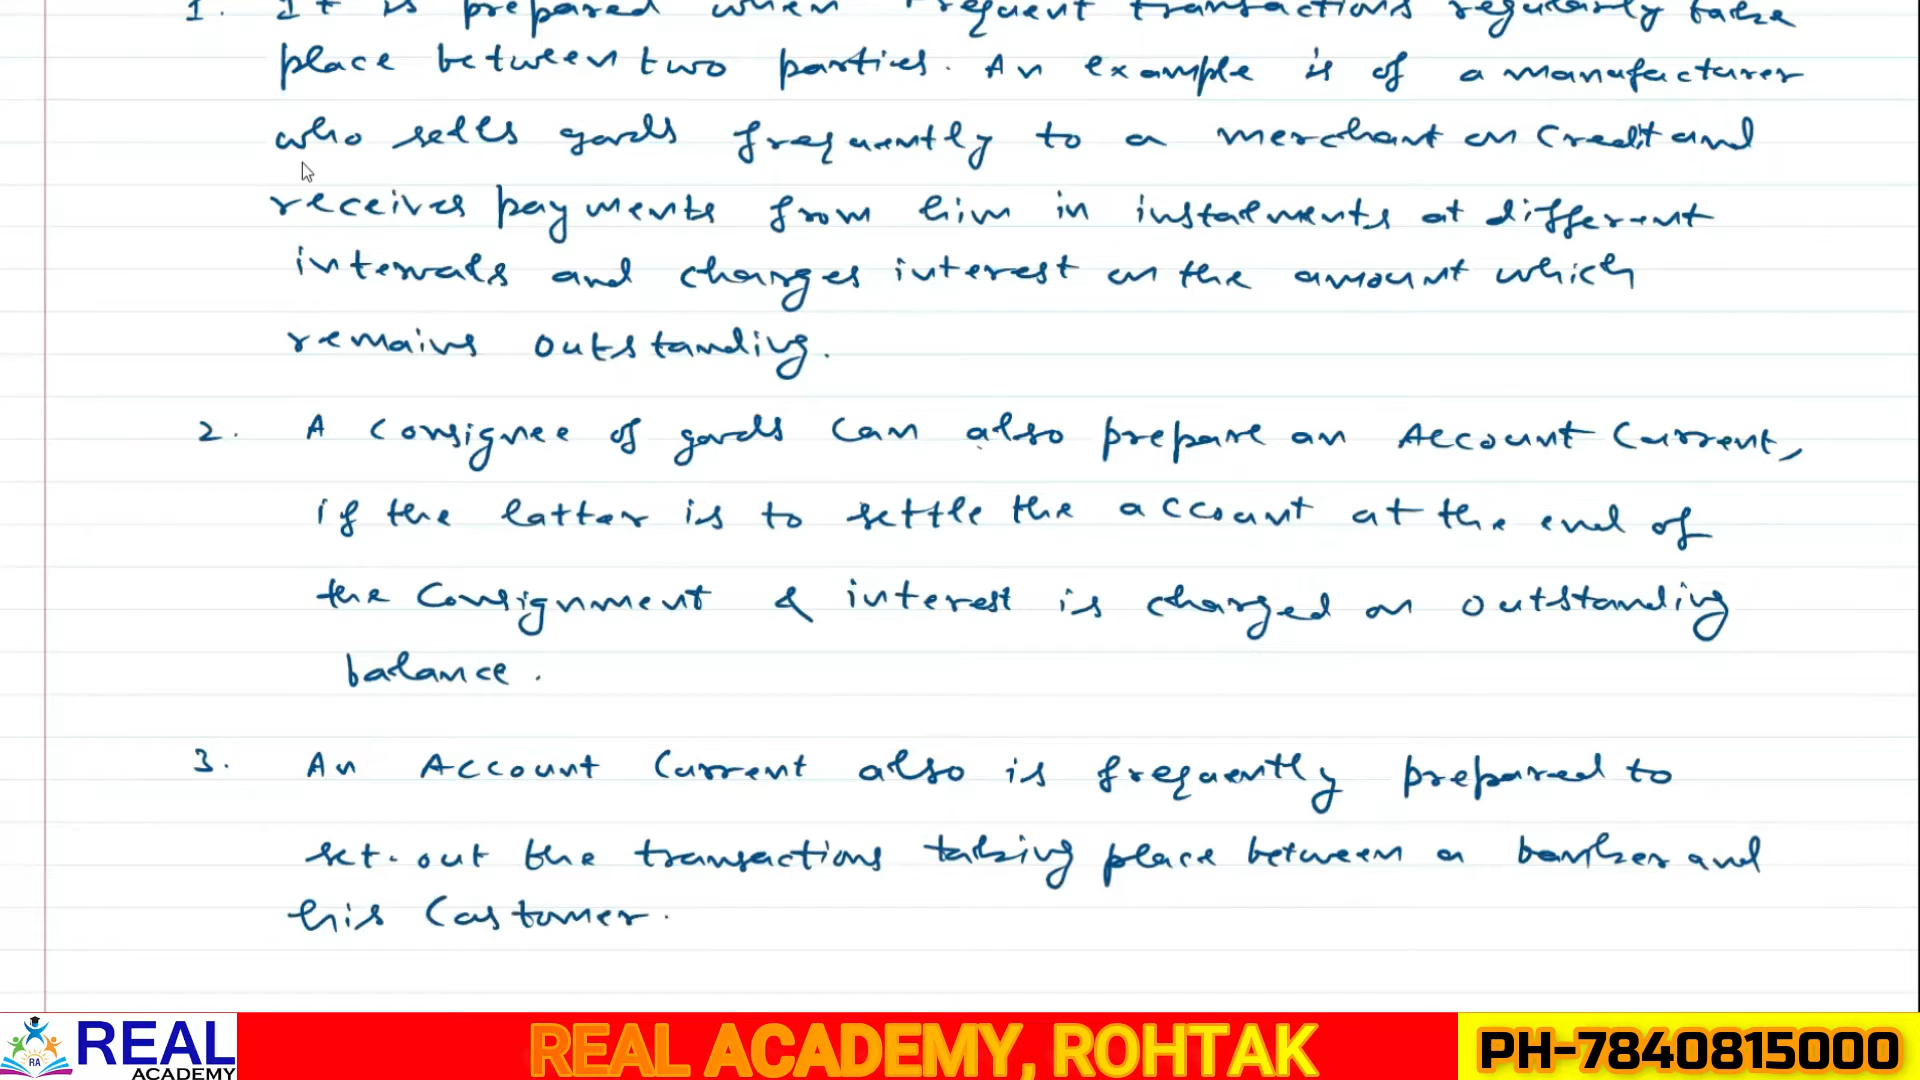 1. It is prepared when frequent transactions regularly take
place between two parties. An example is of a manufacturer
who sells goods frequently to a merchant on Credit and
receives payments from him in instalments at different
intervals and charges interest on the amount which
remains outstanding.
2. A Consignee of goods can also prepare an Account Current,
if the latter is to settle the account at the end of
the Consignment & interest is charged on outstanding
balance.
3. An Account Current also is frequently prepared to
set-out the transactions taking place between a banker and
his Customer.
RA
REAL
ACADEMY
REAL ACADEMY, ROHTAK
PH-7840815000